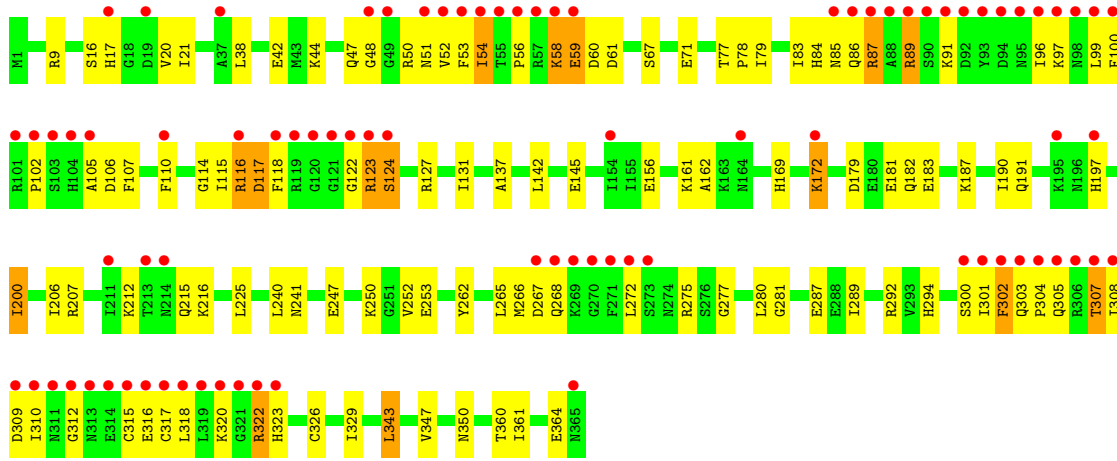 M1 R9 S16 H17 G18 D19 V20 I21 A37 L38 E42 M43 K44 Q47 G48 G49 R50 N51 V52 F53 I54 T55 P56 R57 K58 E59 D60 D61 S67 E71 T77 P78 I79 I83 H84 N85 Q86 R87 A88 R89 S90 K91 D92 Y93 D94 N95 I96 K97 N98 L99 E100
R101 P102 S103 H104 A105 D106 F107 F110 G114 I115 R116 D117 F118 R119 G120 G121 G122 R123 S124 R127 I131 A137 L142 E145 I154 I155 E156 K161 A162 K163 N164 H169 K172 D179 E180 E181 Q182 E183 K187 I190 Q191 K195 N196 H197
I200 I206 R207 I211 K212 T213 N214 Q215 K216 L225 L240 N241 E247 K250 G251 V252 E253 Y262 L265 M266 D267 Q268 K269 G270 F271 L272 S273 N274 R275 S276 G277 L280 G281 E287 E288 I289 R292 V293 H294 S300 I301 F302 Q303 P304 Q305 R306 T307 I308
D309 I310 N311 G312 N313 E314 C315 E316 C317 L318 L319 K320 G321 R322 H323 C326 I329 L343 V347 N350 T360 I361 E364 N365